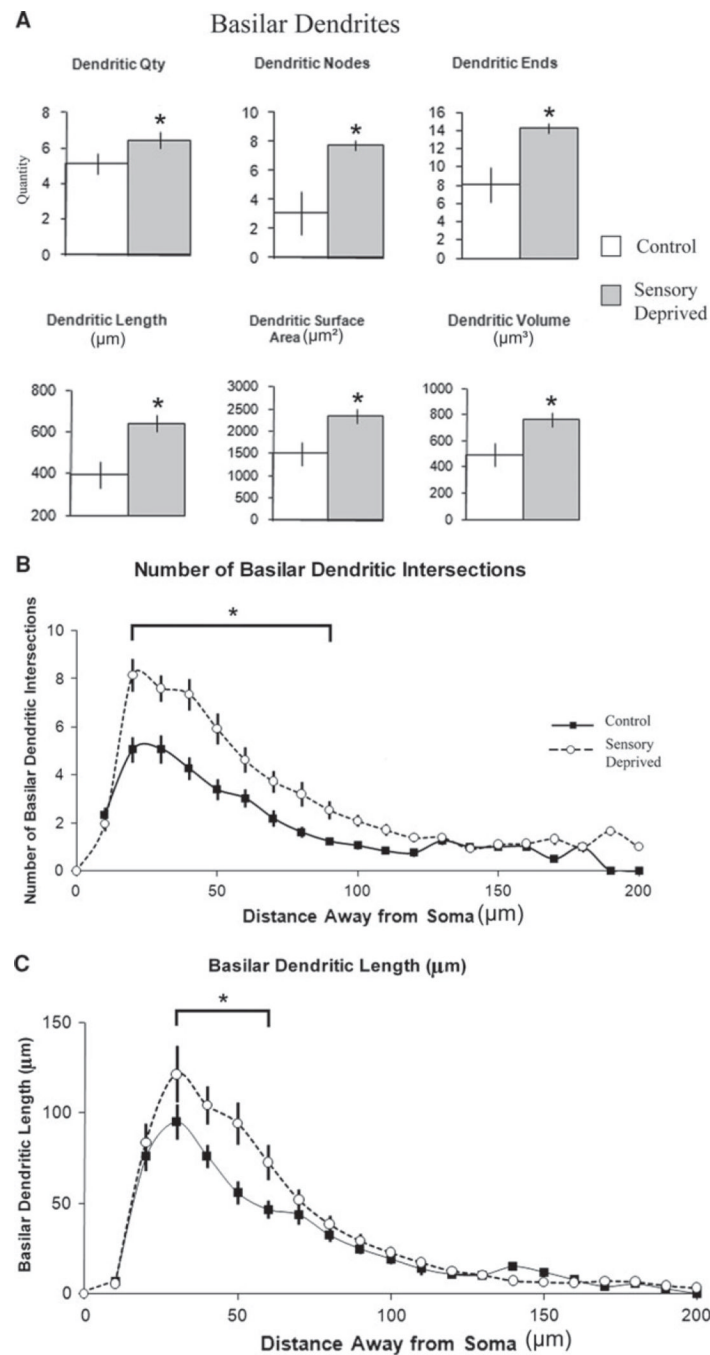 A
Basilar Dendrites
Dendritic Qty
Dendritic Nodes
Dendritic Ends
Quantity
8
6
4
2
0
*
10
8
6
4
2
0
*
16
14
12
10
8
6
4
2
0
*
Control
Sensory
Deprived
Dendritic Length
(µm)
Dendritic Surface
Area (µm²)
Dendritic Volume
(µm³)
800
600
400
200
*
3000
2500
2000
1500
1000
500
0
*
1000
800
600
400
200
0
*
B
Number of Basilar Dendritic Intersections
*
Number of Basilar Dendritic Intersections
10
8
6
4
2
0
Control
Sensory
Deprived
0 50 100 150 200
Distance Away from Soma (µm)
C
Basilar Dendritic Length (µm)
*
Basilar Dendritic Length (µm)
150
100
50
0
0 50 100 150 200
Distance Away from Soma (µm)